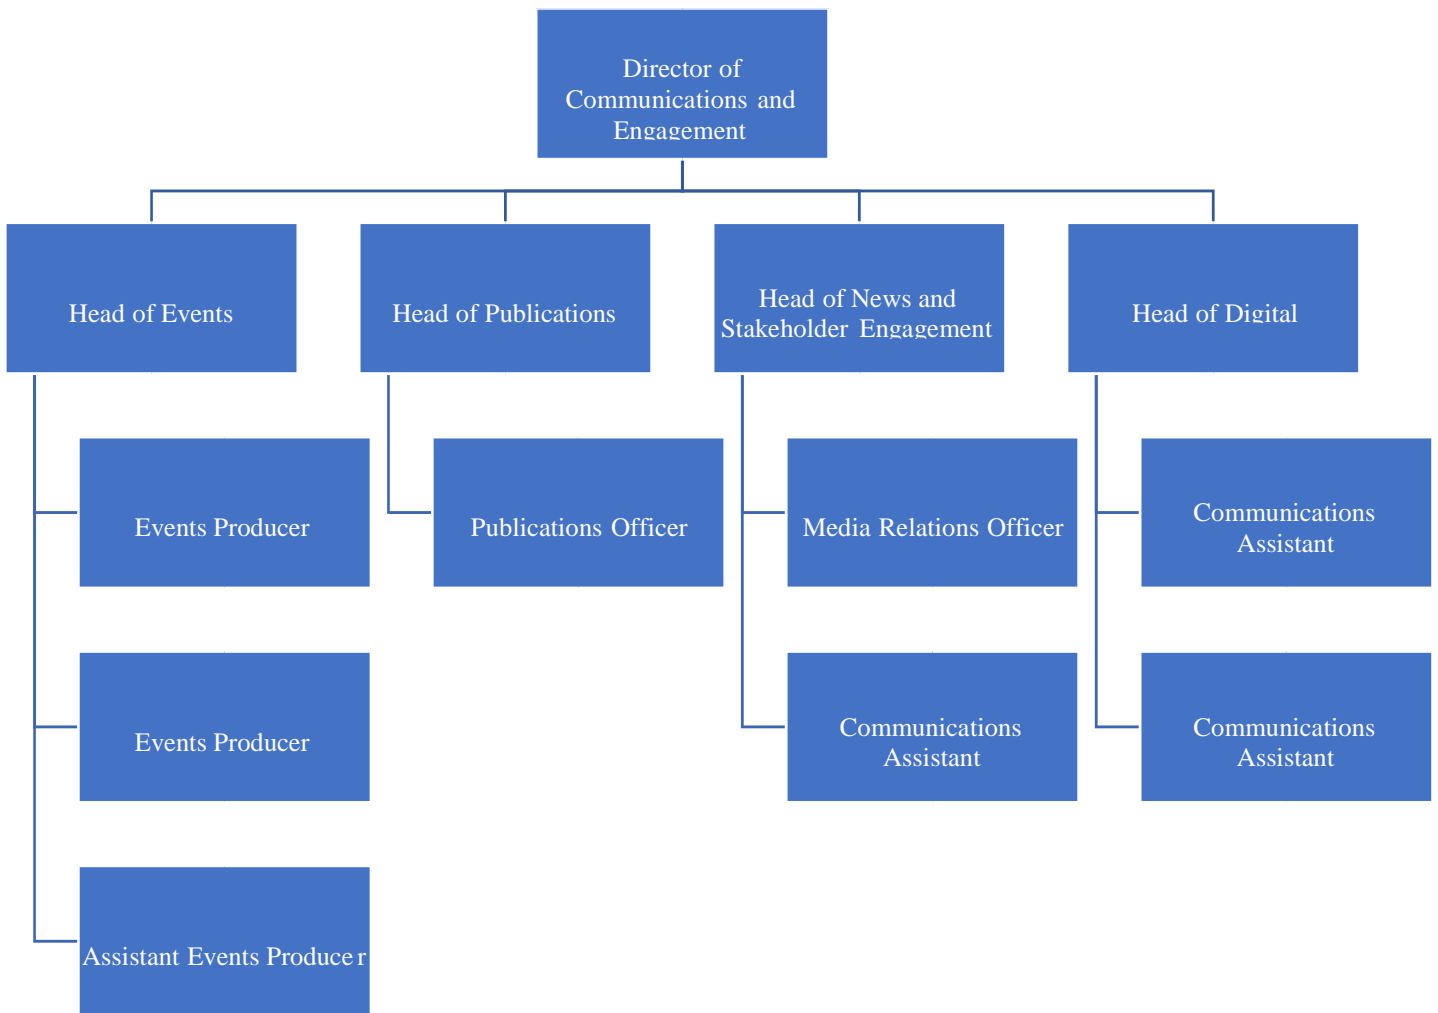 Director of
Communications and
Engagement
Head of Events
Head of Publications
Head of News and
Stakeholder Engagement
Head of Digital
Events Producer
Publications Officer
Media Relations Officer
Communications
Assistant
Events Producer
Communications
Assistant
Communications
Assistant
Assistant Events Producer